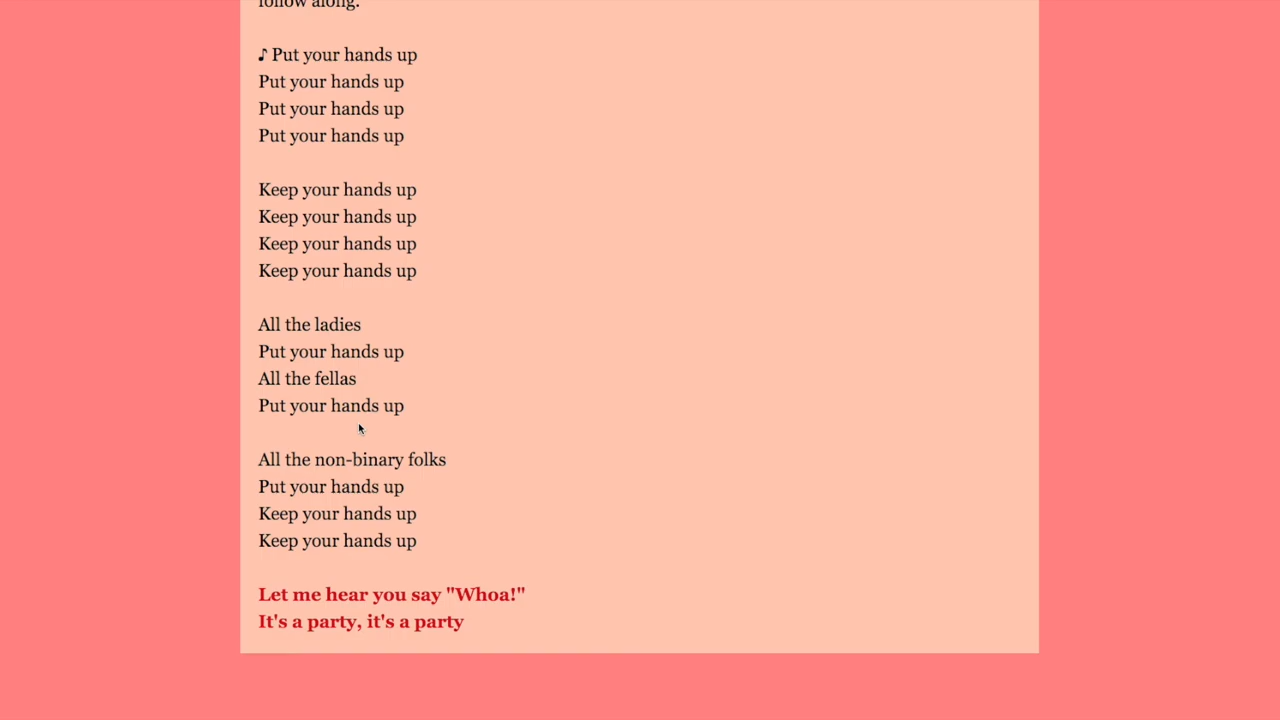 follow along.
♪ Put your hands up
Put your hands up
Put your hands up
Put your hands up
Keep your hands up
Keep your hands up
Keep your hands up
Keep your hands up
All the ladies
Put your hands up
All the fellas
Put your hands up
All the non-binary folks
Put your hands up
Keep your hands up
Keep your hands up
Let me hear you say "Whoa!"
It's a party, it's a party